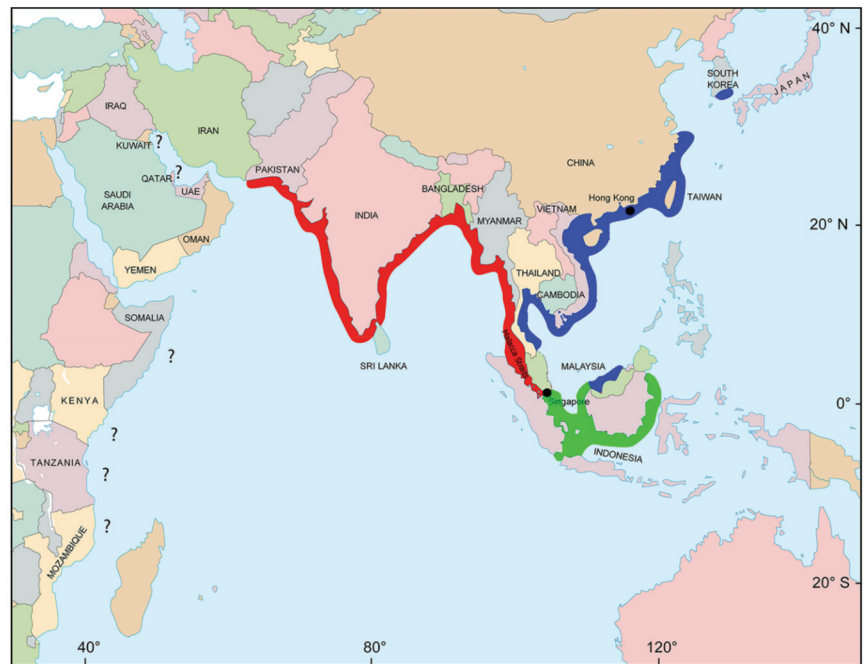 40° N
SOUTH
KOREA
JAPAN
IRAQ
IRAN
KUWAIT
?
CHINA
PAKISTAN
QATAR
?
UAE
SAUDI
ARABIA
BANGLADESH
Hong Kong
TAIWAN
INDIA
MYANMAR
VIETNAM
20° N
OMAN
YEMEN
THAILAND
CAMBODIA
SOMALIA
?
SRI LANKA
Malacca Straits
MALAYSIA
KENYA
Singapore
0°
?
TANZANIA
?
INDONESIA
?
MOZAMBIQUE
20° S
40°
80°
120°